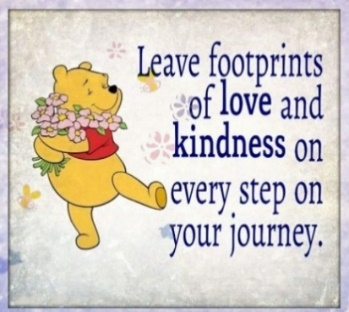 Leave footprints
of love and
kindness on
every step on
your journey.